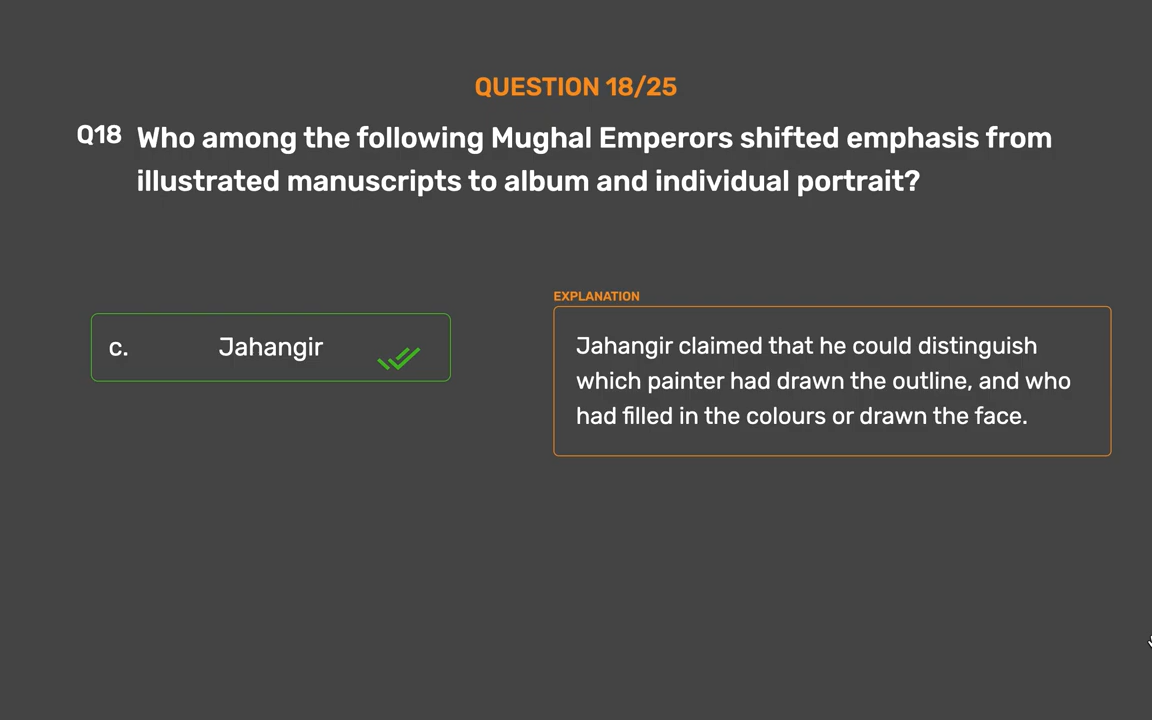 QUESTION 18/25
Q18 Who among the following Mughal Emperors shifted emphasis from
illustrated manuscripts to album and individual portrait?
c. Jahangir
EXPLANATION
Jahangir claimed that he could distinguish
which painter had drawn the outline, and who
had filled in the colours or drawn the face.